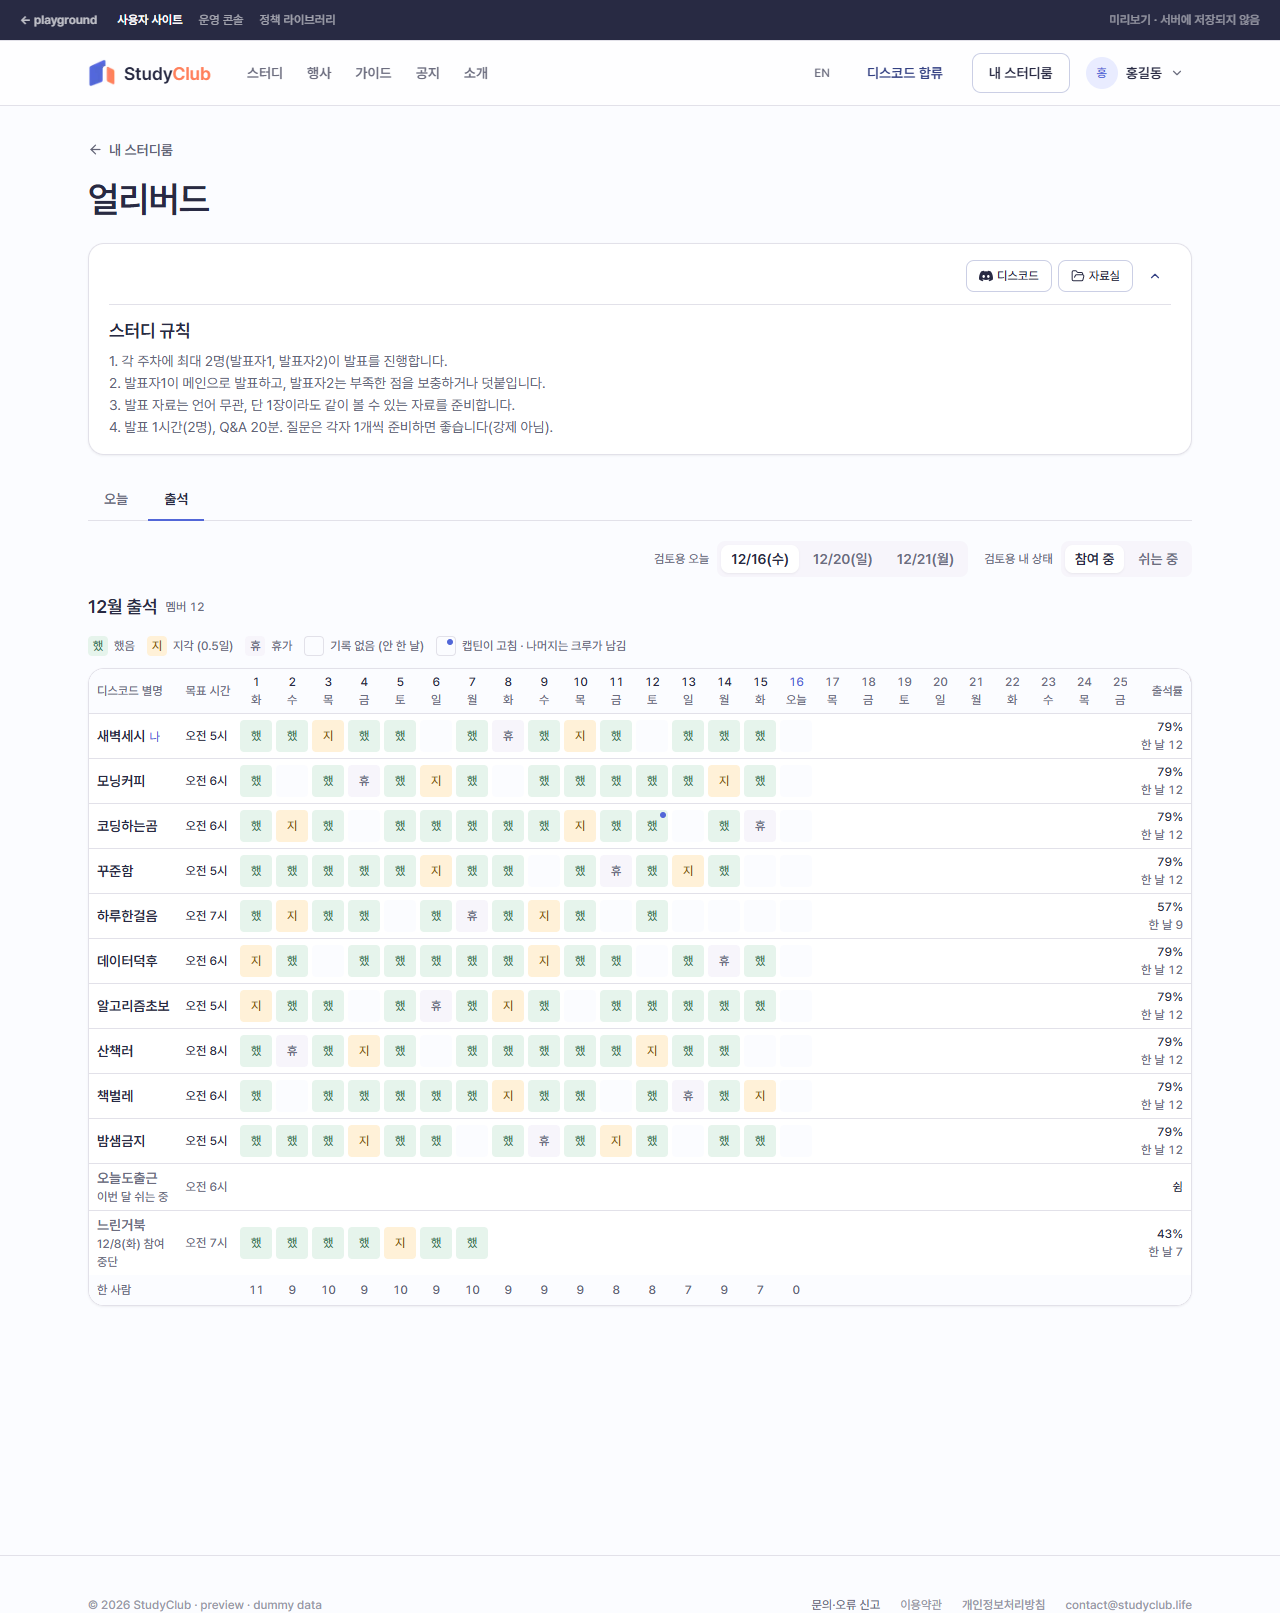 ← playground 사용자 사이트 운영 콘솔 정책 라이브러리 미리보기 · 서버에 저장되지 않음
StudyClub 스터디 행사 가이드 공지 소개 EN 디스코드 합류 내 스터디룸 홍 홍길동
← 내 스터디룸
얼리버드
디스코드 자료실
스터디 규칙
1. 각 주차에 최대 2명(발표자1, 발표자2)이 발표를 진행합니다.
2. 발표자1이 메인으로 발표하고, 발표자2는 부족한 점을 보충하거나 덧붙입니다.
3. 발표 자료는 언어 무관, 단 1장이라도 같이 볼 수 있는 자료를 준비합니다.
4. 발표 1시간(2명), Q&A 20분. 질문은 각자 1개씩 준비하면 좋습니다(강제 아님).
오늘 출석
검토용 오늘 12/16(수) 12/20(일) 12/21(월) 검토용 내 상태 참여 중 쉬는 중
12월 출석 멤버 12
했 했음 지 지각 (0.5일) 휴 휴가 기록 없음 (안 한 날) 캡틴이 고침 · 나머지는 크루가 남김
디스코드 별명 목표 시간 1 2 3 4 5 6 7 8 9 10 11 12 13 14 15 16 17 18 19 20 21 22 23 24 25 출석률
화 수 목 금 토 일 월 화 수 목 금 토 일 월 화 오늘 목 금 토 일 월 화 수 목 금
새벽세시 나 오전 5시 했 했 지 했 했 했 휴 했 지 했 했 했 했 79%
한 날 12
모닝커피 오전 6시 했 했 휴 했 지 했 했 했 했 했 했 지 했 79%
한 날 12
코딩하는곰 오전 6시 했 지 했 했 했 했 했 했 지 했 했 했 휴 79%
한 날 12
꾸준함 오전 5시 했 했 했 했 했 지 했 했 했 휴 했 지 했 79%
한 날 12
하루한걸음 오전 7시 했 지 했 했 했 휴 했 지 했 했 57%
한 날 9
데이터덕후 오전 6시 지 했 했 했 했 했 했 지 했 했 했 휴 했 79%
한 날 12
알고리즘초보 오전 5시 지 했 했 했 휴 했 지 했 했 했 했 했 했 79%
한 날 12
산책러 오전 8시 했 휴 했 지 했 했 했 했 했 했 지 했 했 79%
한 날 12
책벌레 오전 6시 했 했 했 했 했 했 지 했 했 했 휴 했 지 79%
한 날 12
밤샘금지 오전 5시 했 했 했 지 했 했 했 휴 했 지 했 했 했 79%
한 날 12
오늘도출근 오전 6시 쉼
이번 달 쉬는 중
느린거북 오전 7시 했 했 했 했 지 했 했 43%
12/8(화) 참여 한 날 7
중단
한 사람 11 9 10 9 10 9 10 9 9 9 8 8 7 9 7 0
© 2026 StudyClub · preview · dummy data 문의·오류 신고 이용약관 개인정보처리방침 contact@studyclub.life